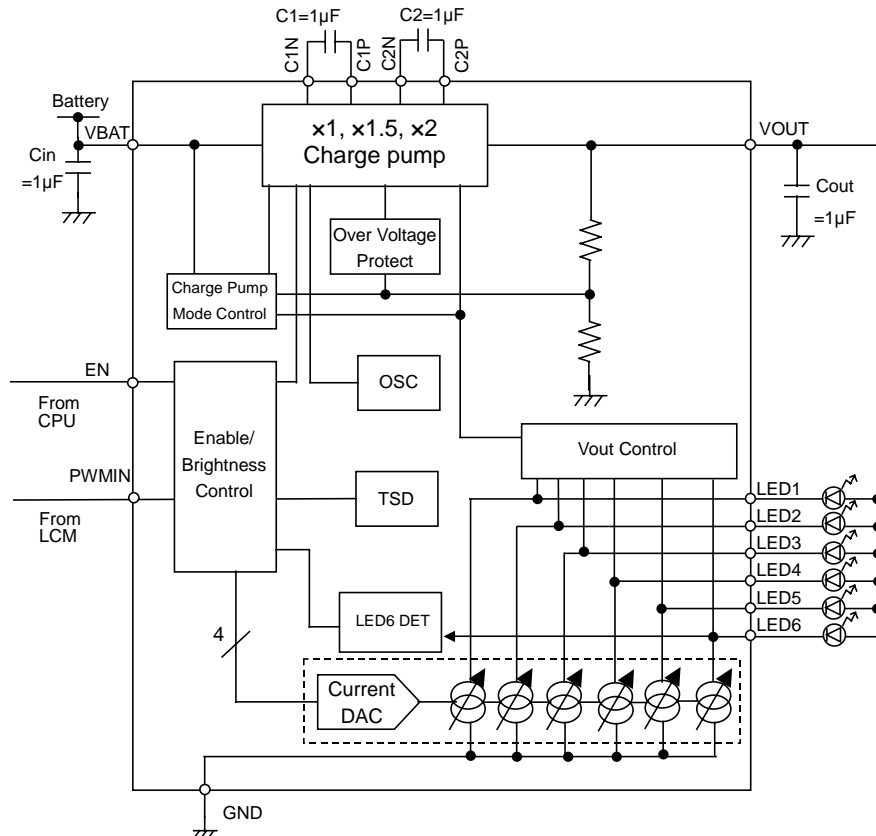 C1=1μF
C2=1μF
C1N
C1P
C2N
C2P
Battery
VBAT
×1, ×1.5, ×2
Charge pump
VOUT
Cin
=1μF
Cout
=1μF
Over Voltage
Protect
Charge Pump
Mode Control
EN
From
CPU
OSC
Enable/
Brightness
Control
Vout Control
PWMIN
From
LCM
TSD
LED1
LED2
LED3
LED4
LED5
LED6
LED6 DET
4
Current
DAC
GND